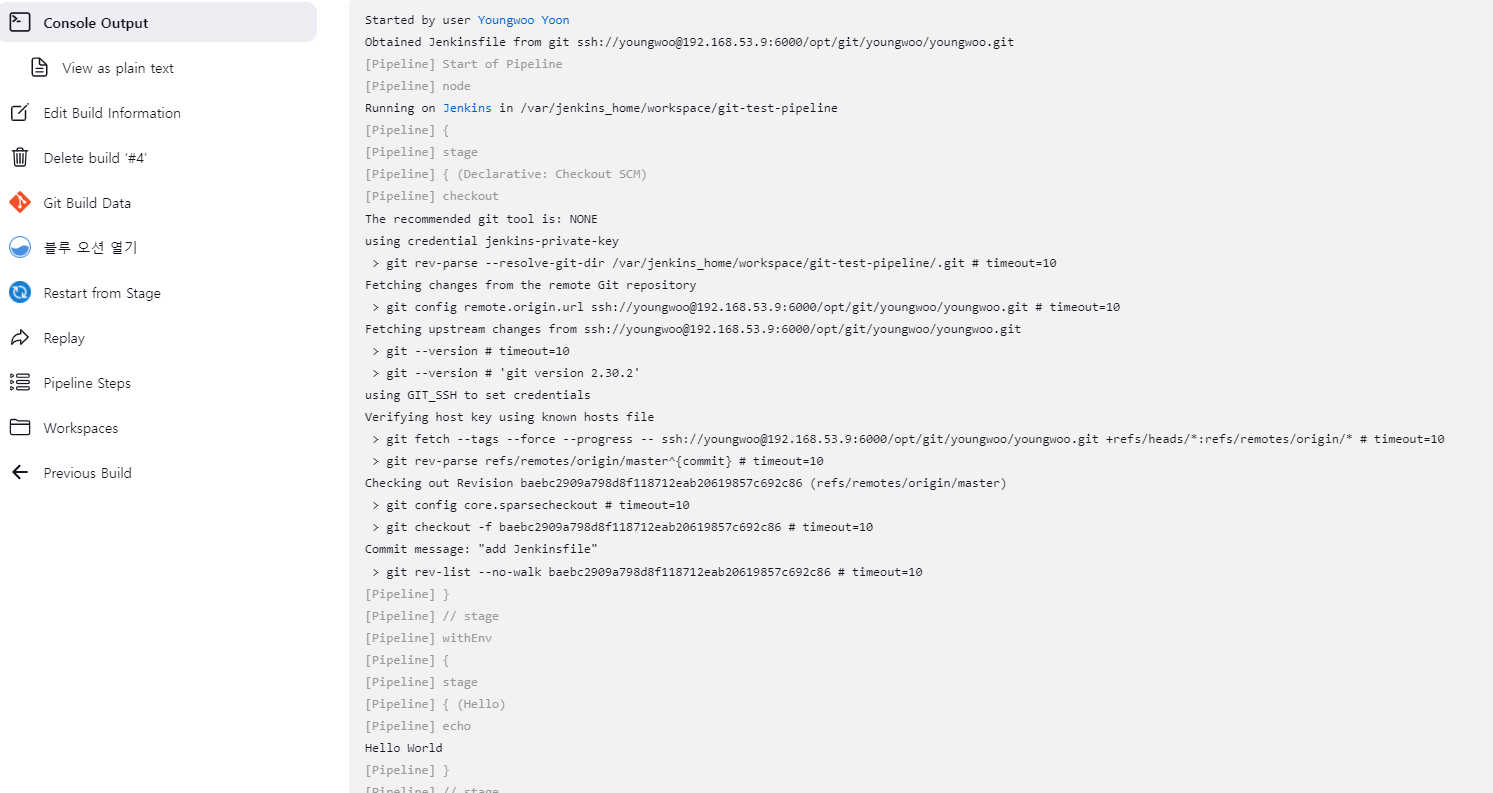 Console Output
View as plain text
Edit Build Information
Delete build ‘#4’
Git Build Data
블루 오션 열기
Restart from Stage
Replay
Pipeline Steps
Workspaces
Previous Build
Started by user Youngwoo Yoon
Obtained Jenkinsfile from git ssh://youngwoo@192.168.53.9:6000/opt/git/youngwoo/youngwoo.git
[Pipeline] Start of Pipeline
[Pipeline] node
Running on Jenkins in /var/jenkins_home/workspace/git-test-pipeline
[Pipeline] {
[Pipeline] stage
[Pipeline] { (Declarative: Checkout SCM)
[Pipeline] checkout
The recommended git tool is: NONE
using credential jenkins-private-key
> git rev-parse --resolve-git-dir /var/jenkins_home/workspace/git-test-pipeline/.git # timeout=10
Fetching changes from the remote Git repository
> git config remote.origin.url ssh://youngwoo@192.168.53.9:6000/opt/git/youngwoo/youngwoo.git # timeout=10
Fetching upstream changes from ssh://youngwoo@192.168.53.9:6000/opt/git/youngwoo/youngwoo.git
> git --version # timeout=10
> git --version # 'git version 2.30.2'
using GIT_SSH to set credentials
Verifying host key using known hosts file
> git fetch --tags --force --progress -- ssh://youngwoo@192.168.53.9:6000/opt/git/youngwoo/youngwoo.git +refs/heads/*:refs/remotes/origin/* # timeout=10
> git rev-parse refs/remotes/origin/master^{commit} # timeout=10
Checking out Revision baebc2909a798d8f118712eab20619857c692c86 (refs/remotes/origin/master)
> git config core.sparsecheckout # timeout=10
> git checkout -f baebc2909a798d8f118712eab20619857c692c86 # timeout=10
Commit message: "add Jenkinsfile"
> git rev-list --no-walk baebc2909a798d8f118712eab20619857c692c86 # timeout=10
[Pipeline] }
[Pipeline] // stage
[Pipeline] withEnv
[Pipeline] {
[Pipeline] stage
[Pipeline] { (Hello)
[Pipeline] echo
Hello World
[Pipeline] }
[Pipeline] // stage